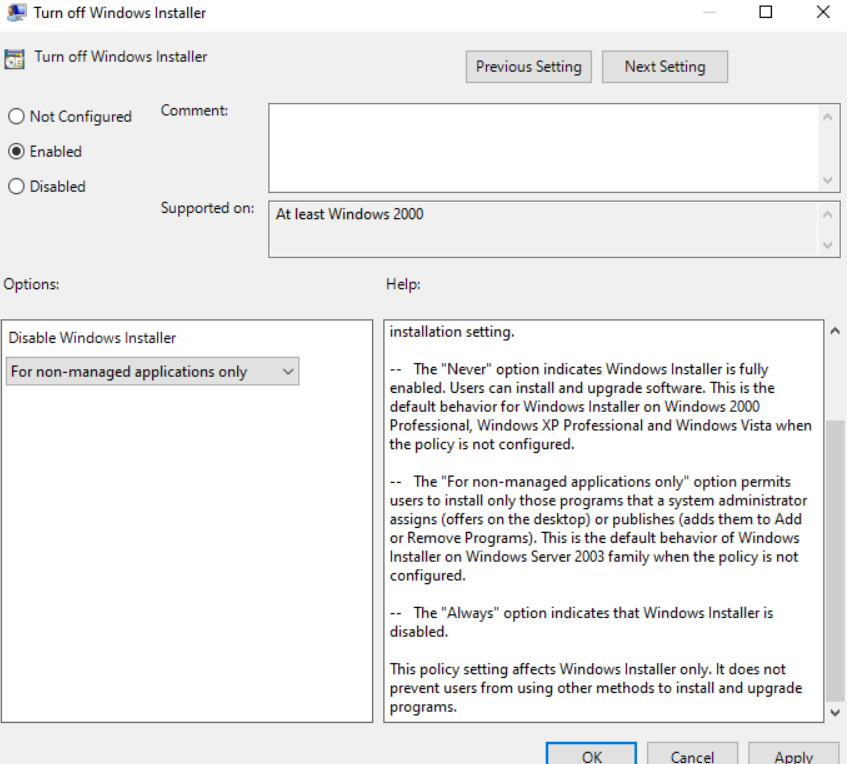 Turn off Windows Installer
Turn off Windows Installer
Previous Setting
Next Setting
Not Configured
Comment:
Enabled
Disabled
Supported on:
At least Windows 2000
Options:
Help:
Disable Windows Installer
For non-managed applications only
installation setting.
-- The "Never" option indicates Windows Installer is fully
enabled. Users can install and upgrade software. This is the
default behavior for Windows Installer on Windows 2000
Professional, Windows XP Professional and Windows Vista when
the policy is not configured.
-- The "For non-managed applications only" option permits
users to install only those programs that a system administrator
assigns (offers on the desktop) or publishes (adds them to Add
or Remove Programs). This is the default behavior of Windows
Installer on Windows Server 2003 family when the policy is not
configured.
-- The "Always" option indicates that Windows Installer is
disabled.
This policy setting affects Windows Installer only. It does not
prevent users from using other methods to install and upgrade
programs.
OK
Cancel
Apply